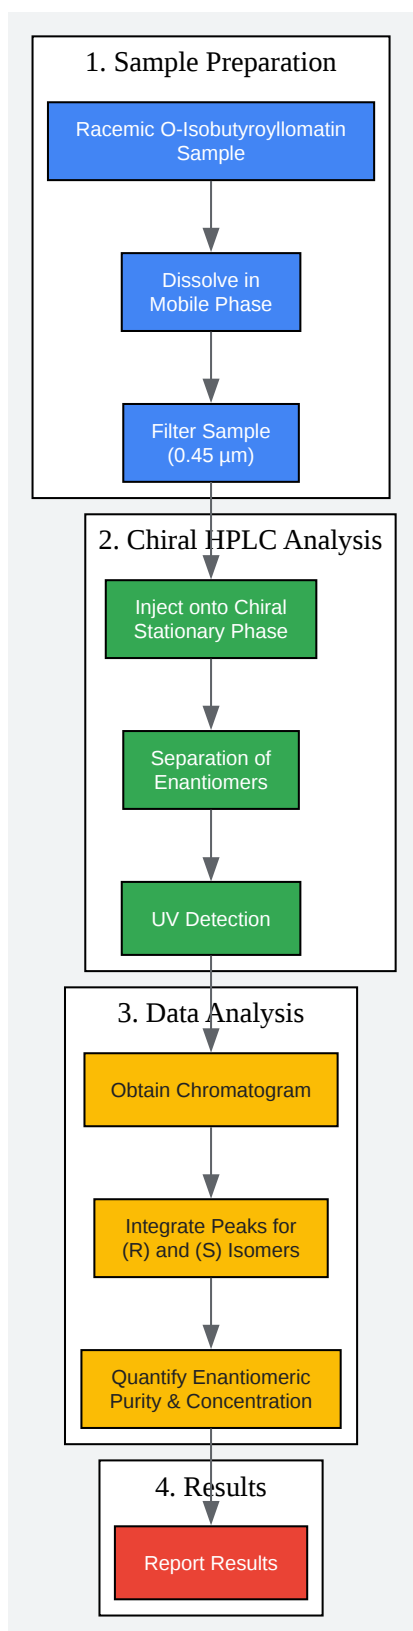 1. Sample Preparation
Racemic O-Isobutyroyllomatin
Sample
Dissolve in
Mobile Phase
Filter Sample
(0.45 µm)
2. Chiral HPLC Analysis
Inject onto Chiral
Stationary Phase
Separation of
Enantiomers
UV Detection
3. Data Analysis
Obtain Chromatogram
Integrate Peaks for
(R) and (S) Isomers
Quantify Enantiomeric
Purity & Concentration
4. Results
Report Results